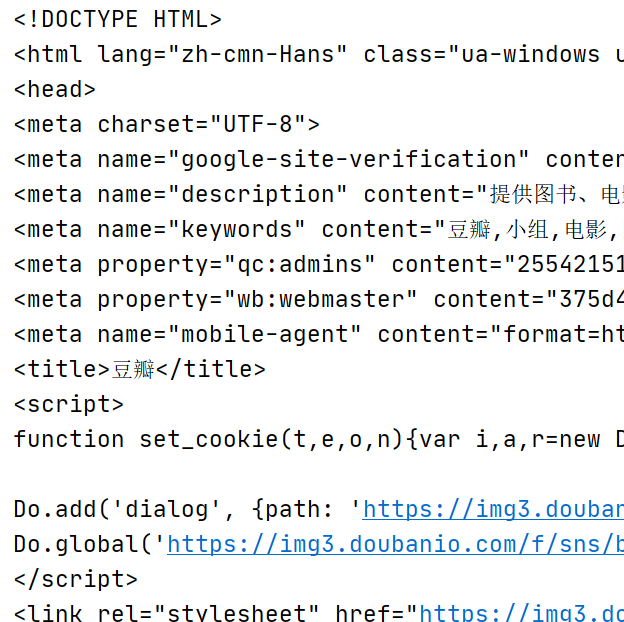 <!DOCTYPE HTML>
<html lang="zh-cmn-Hans" class="ua-windows u
<head>
<meta charset="UTF-8">
<meta name="google-site-verification" conten
<meta name="description" content="提供图书、电影
<meta name="keywords" content="豆瓣,小组,电影,
<meta property="qc:admins" content="25542151
<meta property="wb:webmaster" content="375d4
<meta name="mobile-agent" content="format=ht
<title>豆瓣</title>
<script>
function set_cookie(t,e,o,n){var i,a,r=new D
Do.add('dialog', {path: 'https://img3.douban
Do.global('https://img3.doubanio.com/f/sns/b
</script>
<link rel="stylesheet" href="https://img3.do